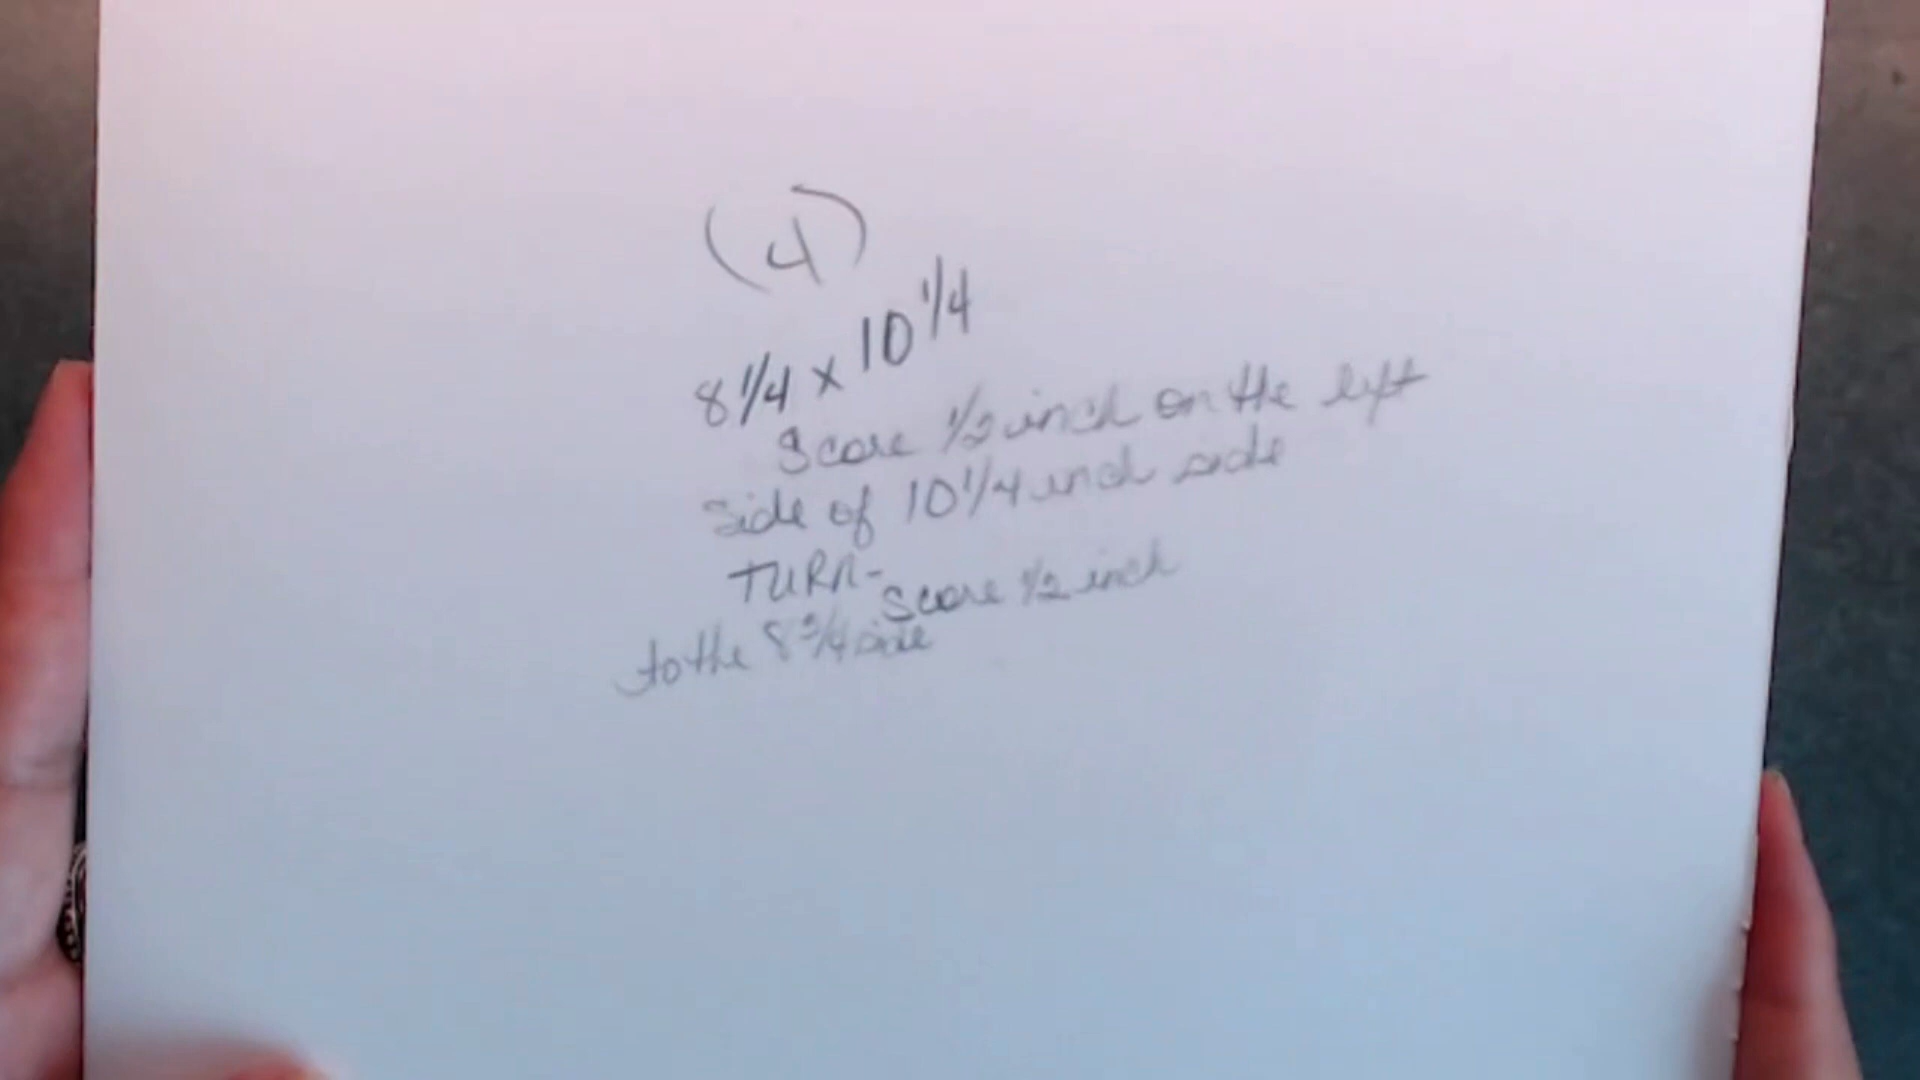 (4)
8 1/4 x 10 1/4
Score 1/2 inch on the left
side of 10 1/4 inch side
TURN-
Score 1/2 inch
to the 8 3/4 side